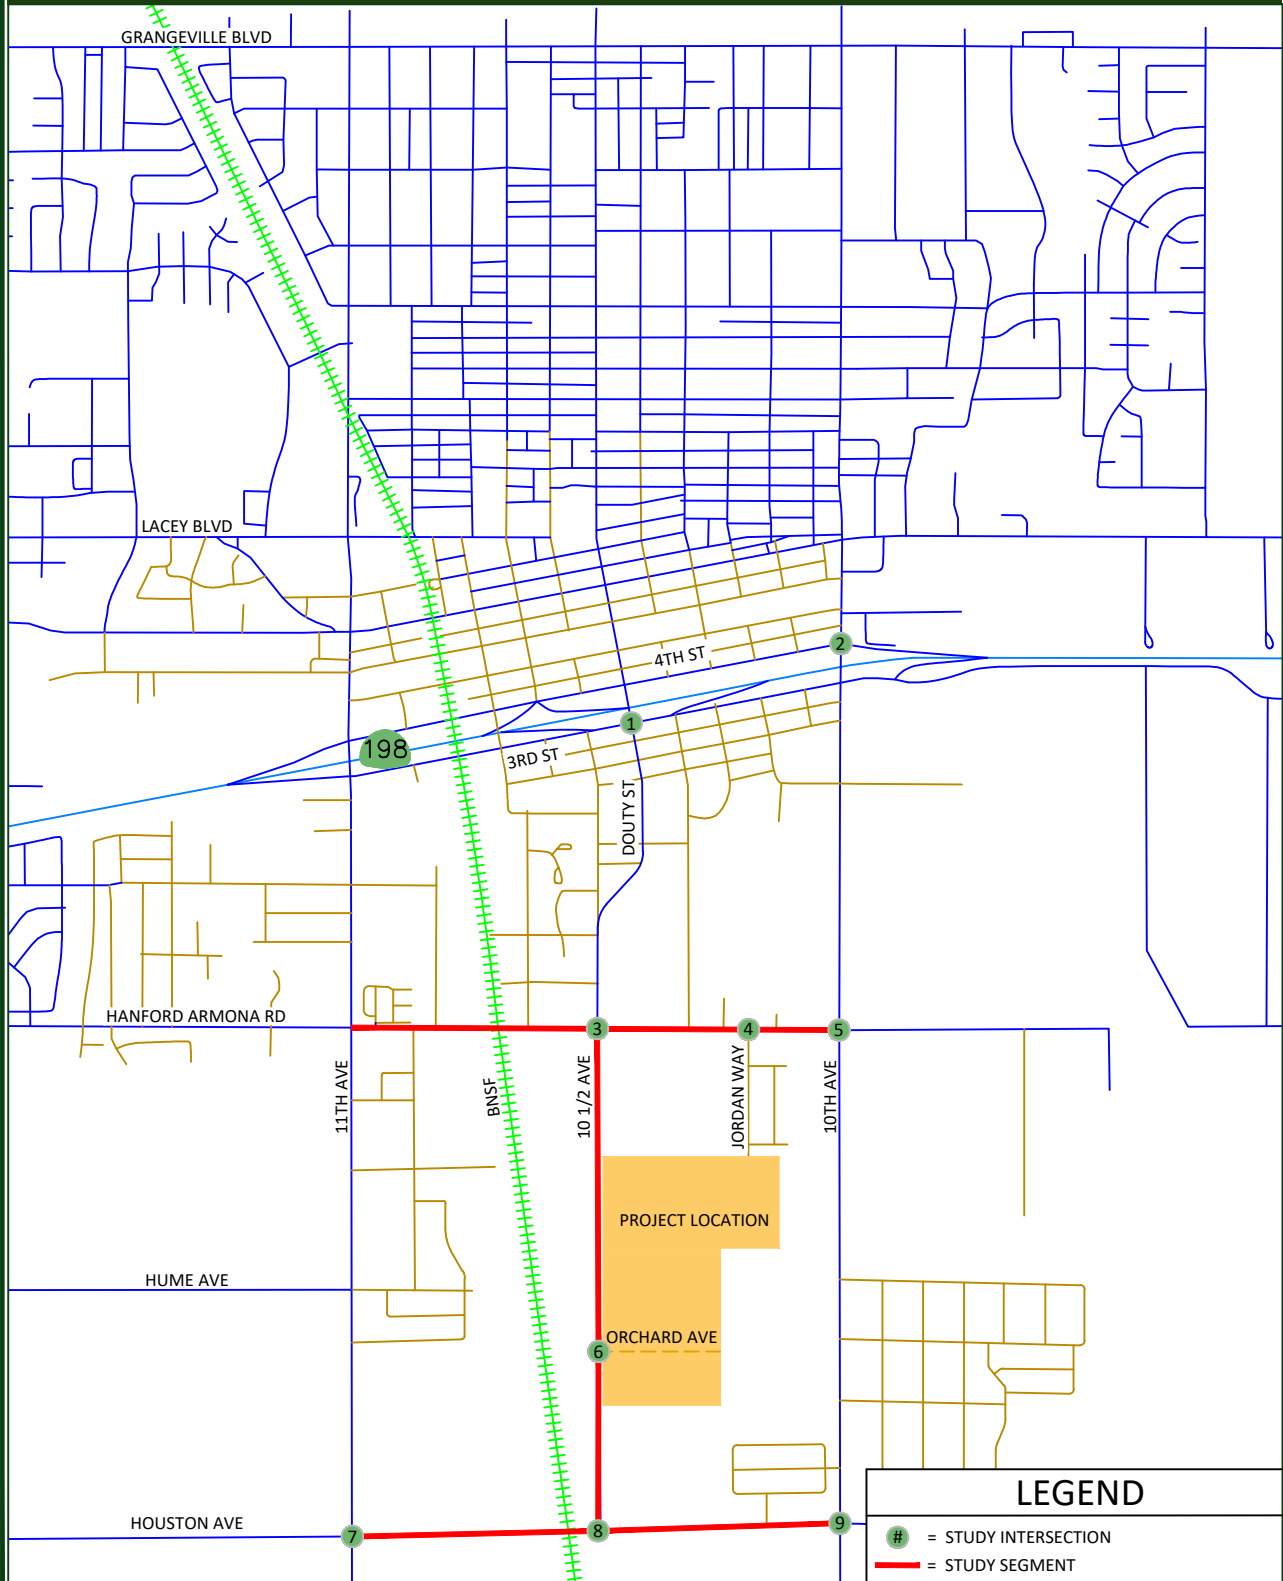 GRANGEVILLE BLVD
LACEY BLVD
2
4TH ST
1
198
3RD ST
DOUTY ST
HANFORD ARMONA RD
3
4
5
11TH AVE
BNSF
10 1/2 AVE
JORDAN WAY
10TH AVE
PROJECT LOCATION
HUME AVE
ORCHARD AVE
6
HOUSTON AVE
7
8
9
LEGEND
# = STUDY INTERSECTION
= STUDY SEGMENT